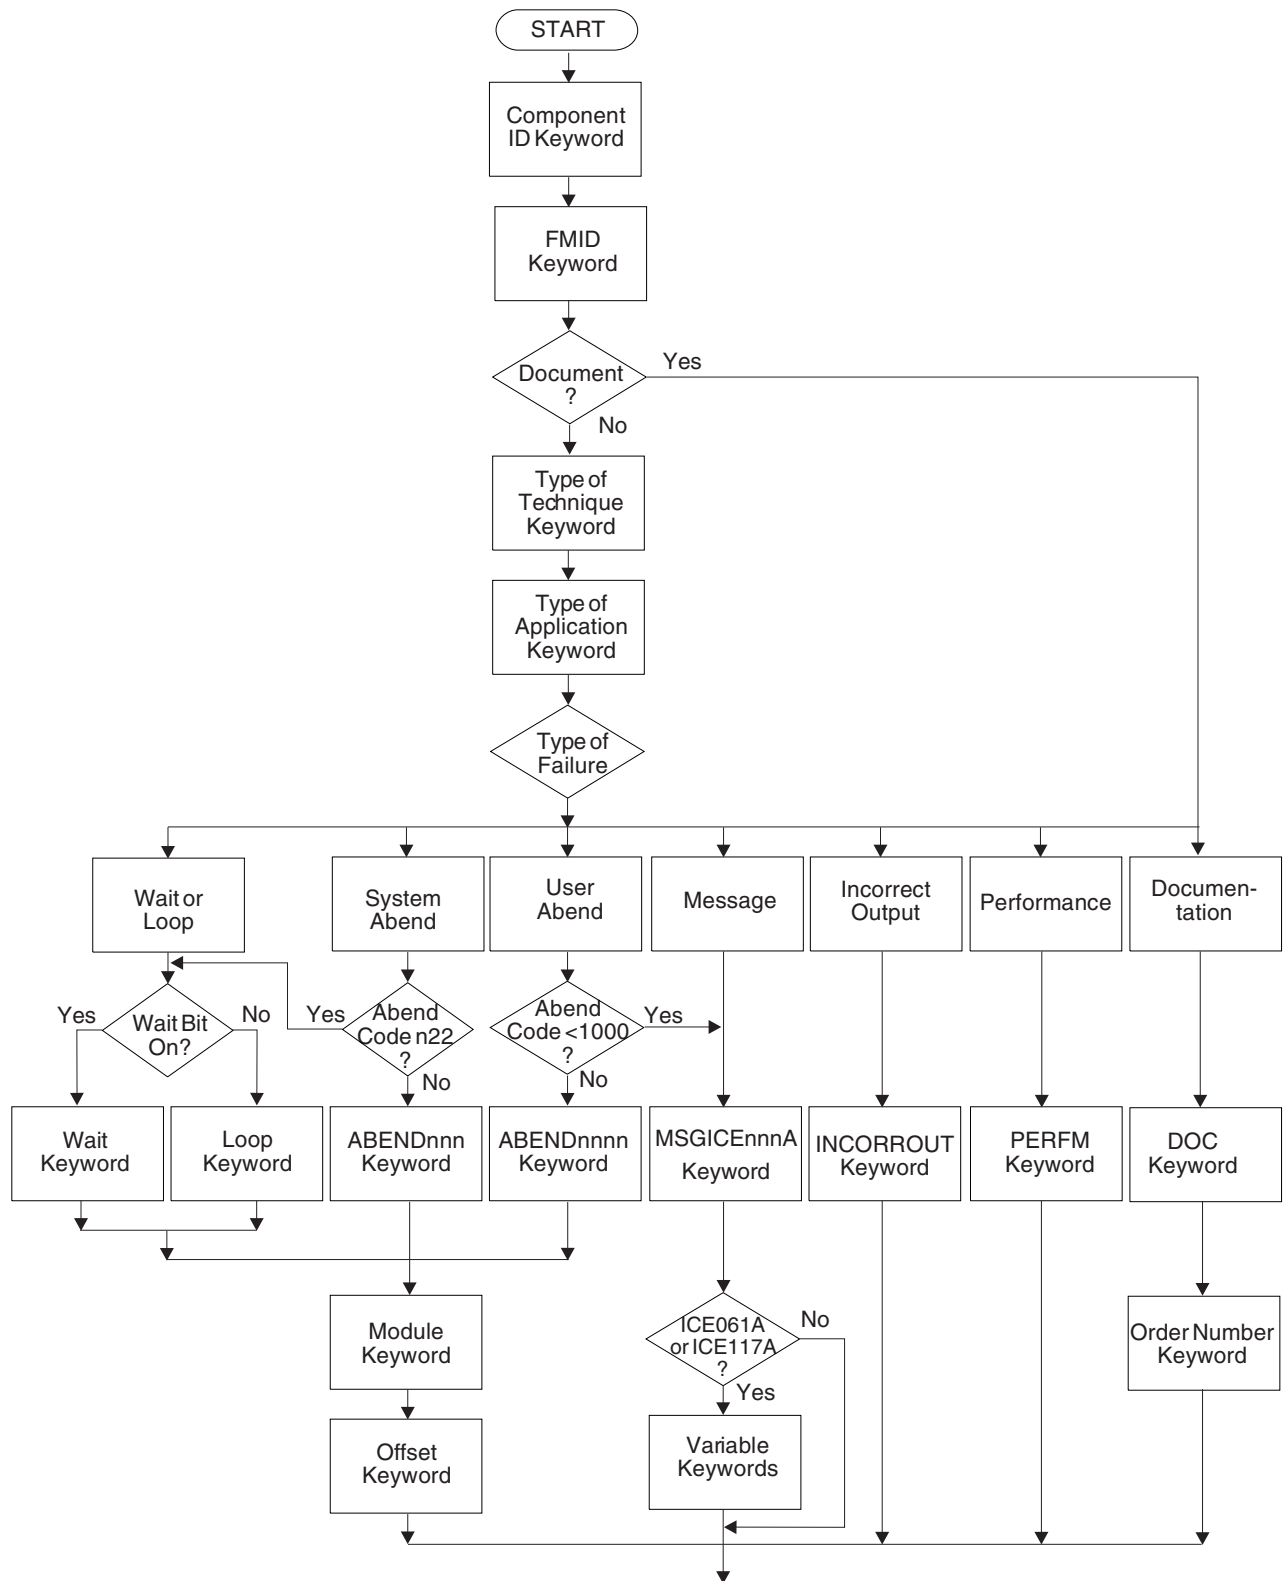 START
Component
ID Keyword
FMID
Keyword
Document
?
Yes
No
Type of
Technique
Keyword
Type of
Application
Keyword
Type of
Failure
Wait or
Loop
System
Abend
User
Abend
Message
Incorrect
Output
Performance
Documen-
tation
Yes
Wait Bit
On?
No
Yes
Abend
Code n22
?
No
Abend
Code <1000
?
Yes
No
Wait
Keyword
Loop
Keyword
ABENDnnn
Keyword
ABENDnnnn
Keyword
MSGICEnnnA
Keyword
INCORROUT
Keyword
PERFM
Keyword
DOC
Keyword
Module
Keyword
ICE061A
or ICE117A
?
No
Yes
Order Number
Keyword
Offset
Keyword
Variable
Keywords